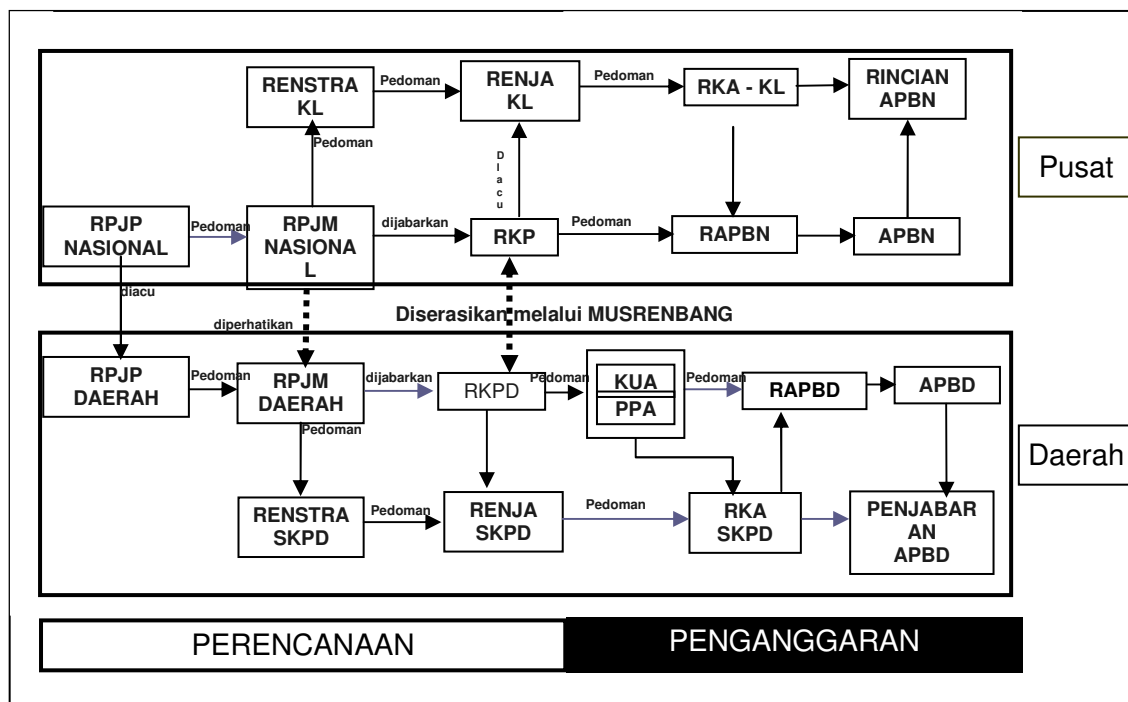 RENSTRA
KL
Pedoman
RENJA
KL
Pedoman
RKA - KL
RINCIAN
APBN
Pedoman
D
I
a
c
u
Pusat
RPJP
NASIONAL
Pedoman
RPJM
NASIONA
L
dijabarkan
RKP
Pedoman
RAPBN
APBN
diacu
diperhatikan
Diserasikan melalui MUSRENBANG
RPJP
DAERAH
Pedoman
RPJM
DAERAH
dijabarkan
RKPD
Pedoman
KUA
PPA
Pedoman
RAPBD
APBD
Pedoman
Daerah
RENSTRA
SKPD
Pedoman
RENJA
SKPD
Pedoman
RKA
SKPD
PENJABAR
AN
APBD
PERENCANAAN
PENGANGGARAN